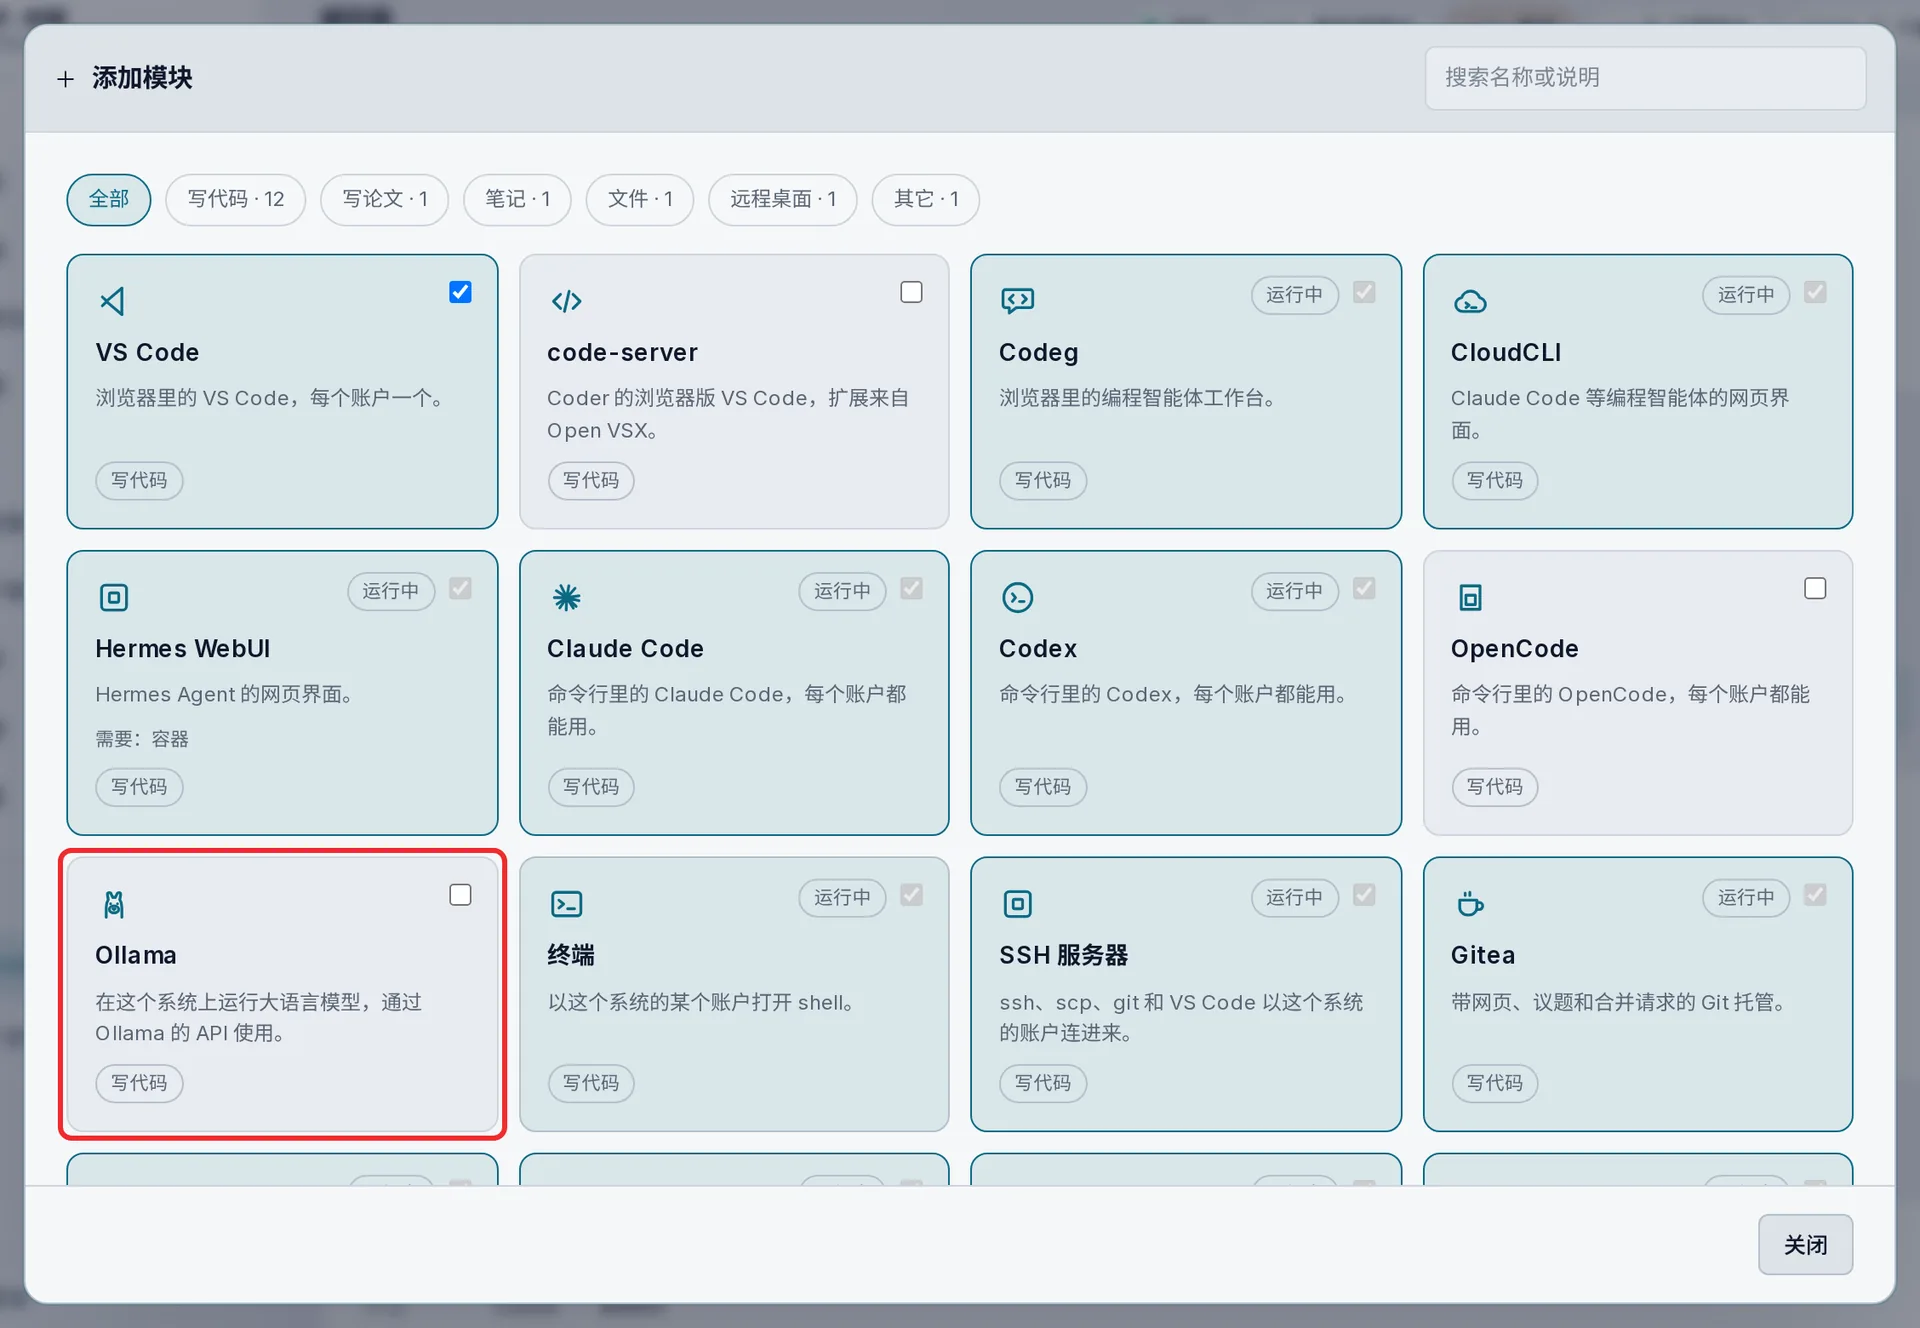 添加模块
搜索名称或说明
全部
写代码 · 12
写论文 · 1
笔记 · 1
文件 · 1
远程桌面 · 1
其它 · 1
VS Code
浏览器里的 VS Code，每个账户一个。
写代码
code-server
Coder 的浏览器版 VS Code，扩展来自
Open VSX。
写代码
运行中
Codeg
浏览器里的编程智能体工作台。
写代码
运行中
CloudCLI
Claude Code 等编程智能体的网页界
面。
写代码
运行中
Hermes WebUI
Hermes Agent 的网页界面。
需要：容器
写代码
运行中
Claude Code
命令行里的 Claude Code，每个账户都
能用。
写代码
运行中
Codex
命令行里的 Codex，每个账户都能用。
写代码
OpenCode
命令行里的 OpenCode，每个账户都能
用。
写代码
Ollama
在这个系统上运行大语言模型，通过
Ollama 的 API 使用。
写代码
运行中
终端
以这个系统的某个账户打开 shell。
写代码
运行中
SSH 服务器
ssh、scp、git 和 VS Code 以这个系统
的账户连进来。
写代码
运行中
Gitea
带网页、议题和合并请求的 Git 托管。
写代码
关闭